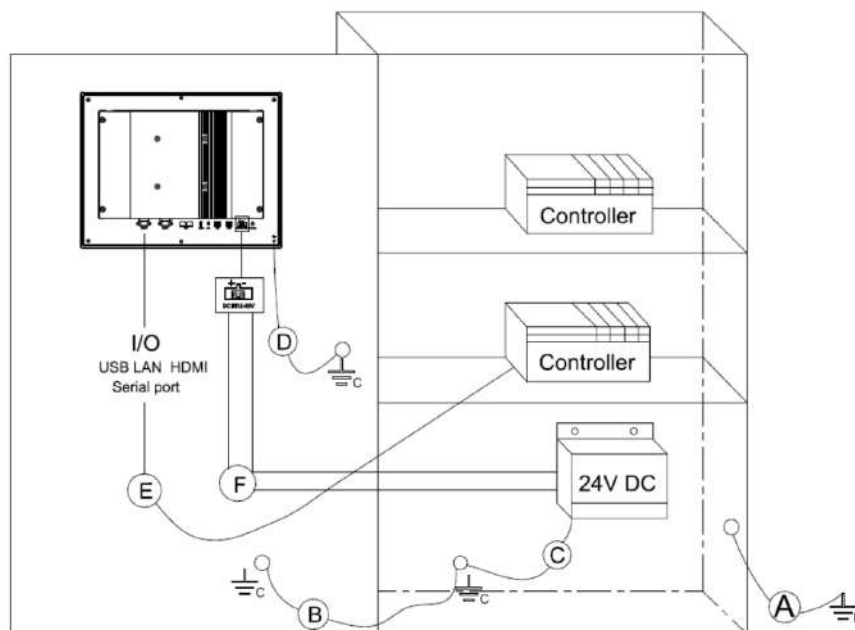 Controller
+ -
I/O
USB LAN HDMI
Serial port
D
C
Controller
E
F
24V DC
C
C
B
C
A